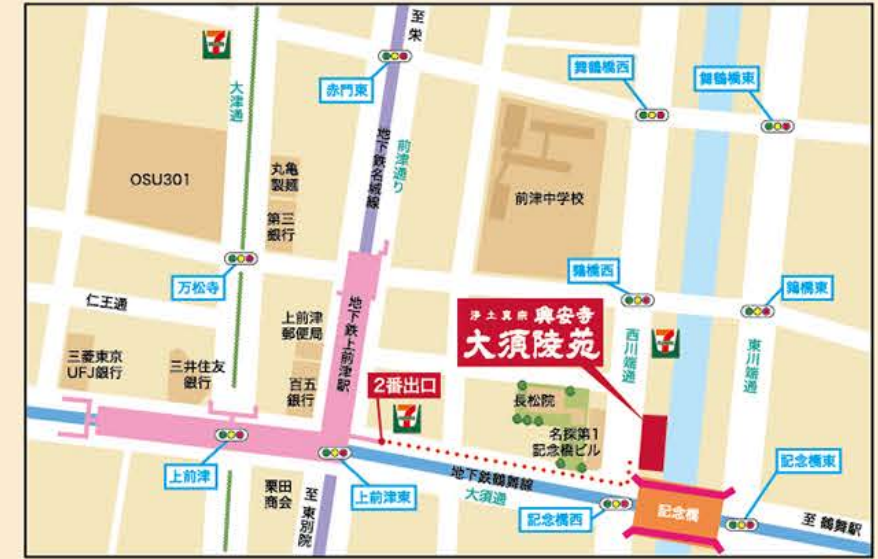 至 栄
赤門東
舞鶴橋西
舞鶴橋東
大津通
地下鉄名城線
前津通り
OSU301
丸亀
製麺
第三
銀行
前津中学校
万松寺
仁王通
鶴橋西
鶴橋東
浄土真宗 興安寺
大須陵苑
上前津
郵便局
地下鉄上前津駅
西川端通
東川端通
三菱東京
UFJ銀行
三井住友
銀行
百五
銀行
2番出口
長松院
名探第1
記念橋ビル
上前津
栗田
商会
至 東別院
上前津東
地下鉄鶴舞線
大須通
記念橋西
記念橋
記念橋東
至 鶴舞駅
7
7
7